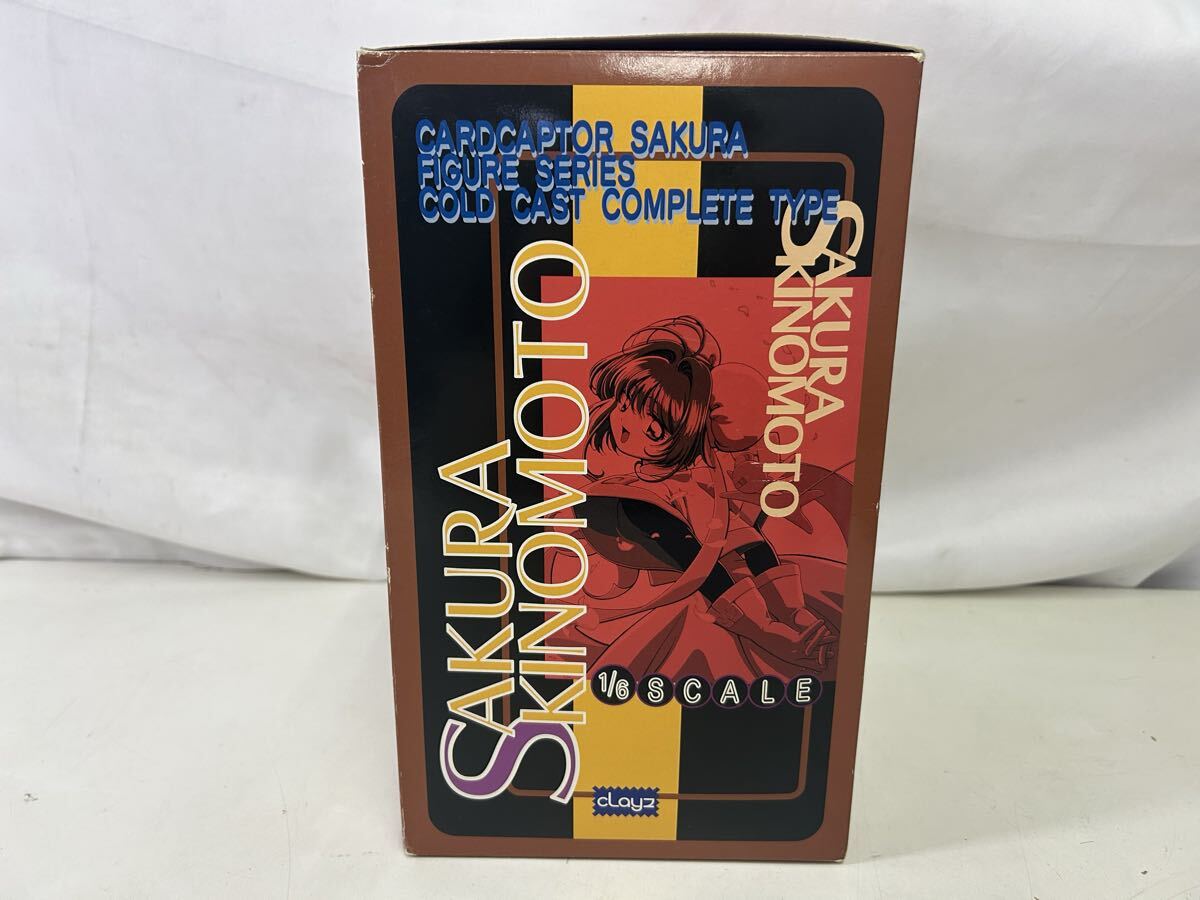 CARDCAPTOR SAKURA
FIGURE SERIES
COLD CAST COMPLETE TYPE
SAKURA
KINOMOTO
SAKURA
KINOMOTO
1/6 SCALE
cLayz